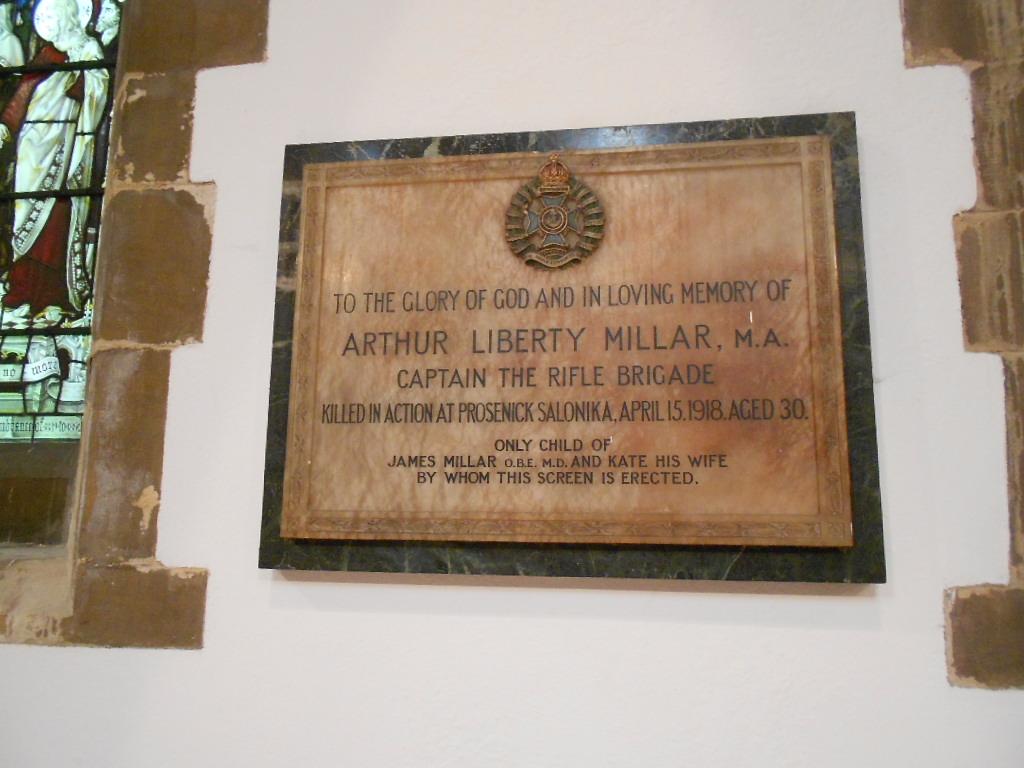 TO THE GLORY OF GOD AND IN LOVING MEMORY OF
ARTHUR LIBERTY MILLAR, M.A.
CAPTAIN THE RIFLE BRIGADE
KILLED IN ACTION AT PROSENICK SALONIKA, APRIL 15. 1918. AGED 30.
ONLY CHILD OF
JAMES MILLAR O.B.E. M.D. AND KATE HIS WIFE
BY WHOM THIS SCREEN IS ERECTED.
no more